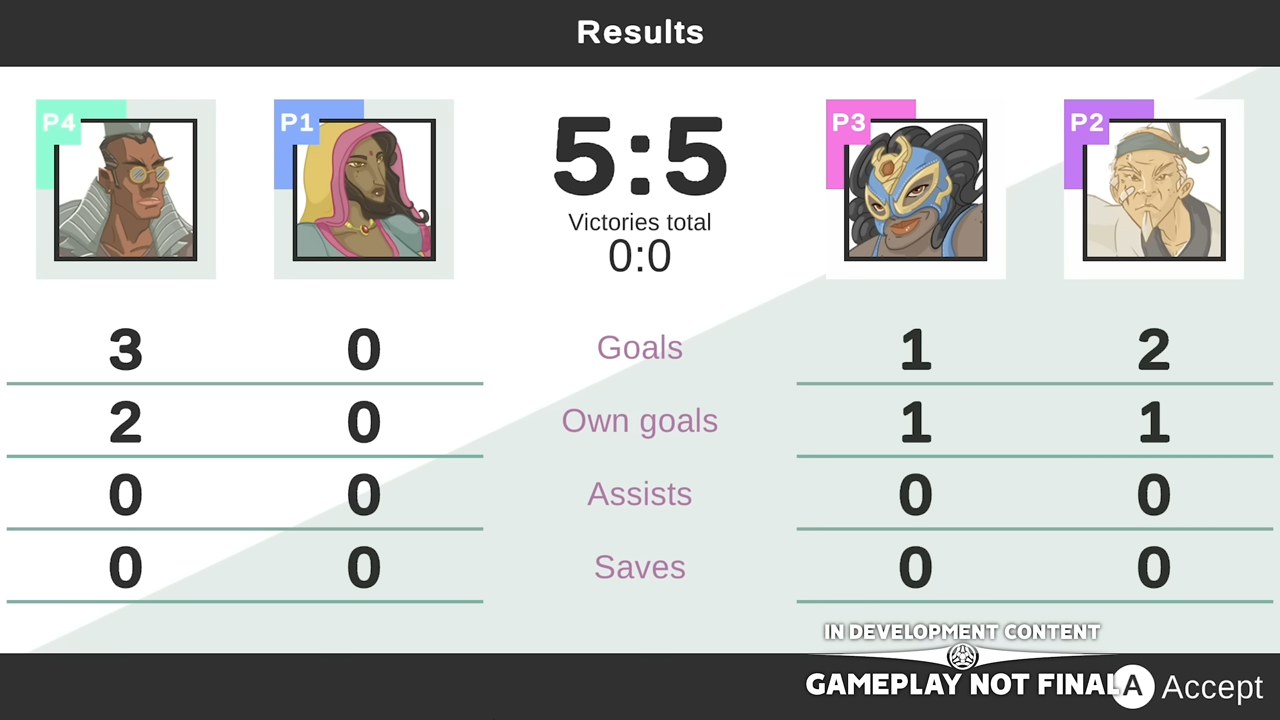 Results
P4
P1
5:5
P3
P2
Victories total
0:0
3 0 Goals 1 2
2 0 Own goals 1 1
0 0 Assists 0 0
0 0 Saves 0 0
IN DEVELOPMENT CONTENT
GAMEPLAY NOT FINAL
A Accept